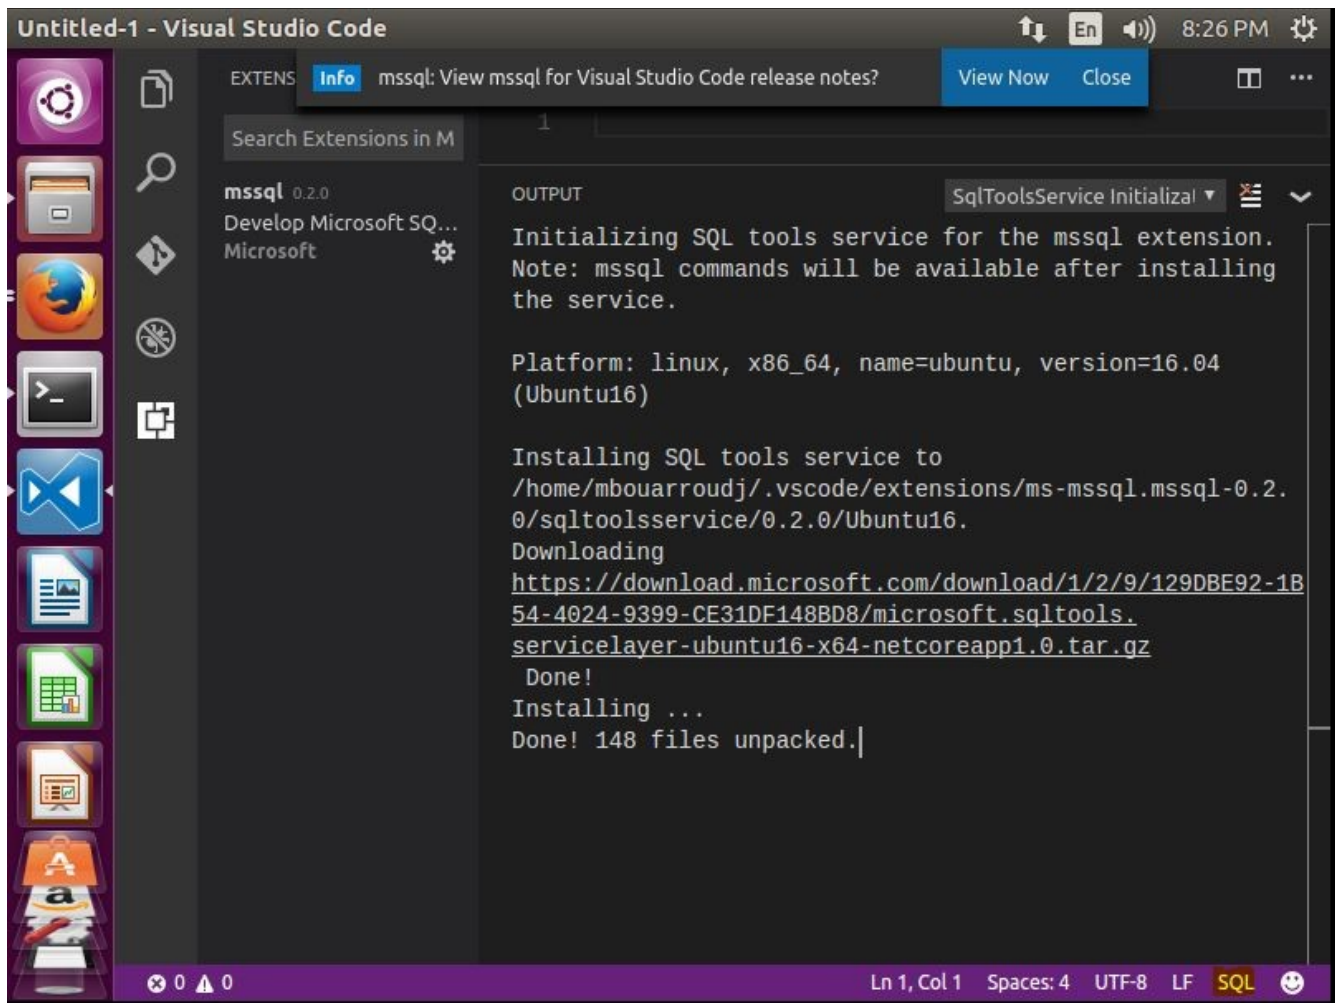 Untitled-1 - Visual Studio Code
En
8:26 PM
EXTENS
Info mssql: View mssql for Visual Studio Code release notes? View Now Close
Search Extensions in M
1
mssql 0.2.0
Develop Microsoft SQ...
Microsoft
OUTPUT
SqlToolsService Initializat
Initializing SQL tools service for the mssql extension.
Note: mssql commands will be available after installing
the service.
Platform: linux, x86_64, name=ubuntu, version=16.04
(Ubuntu16)
Installing SQL tools service to
/home/mbouarroudj/.vscode/extensions/ms-mssql.mssql-0.2.
0/sqltoolsservice/0.2.0/Ubuntu16.
Downloading
https://download.microsoft.com/download/1/2/9/129DBE92-1B
54-4024-9399-CE31DF148BD8/microsoft.sqltools.
servicelayer-ubuntu16-x64-netcoreapp1.0.tar.gz
Done!
Installing ...
Done! 148 files unpacked.
0 0
Ln 1, Col 1 Spaces: 4 UTF-8 LF SQL